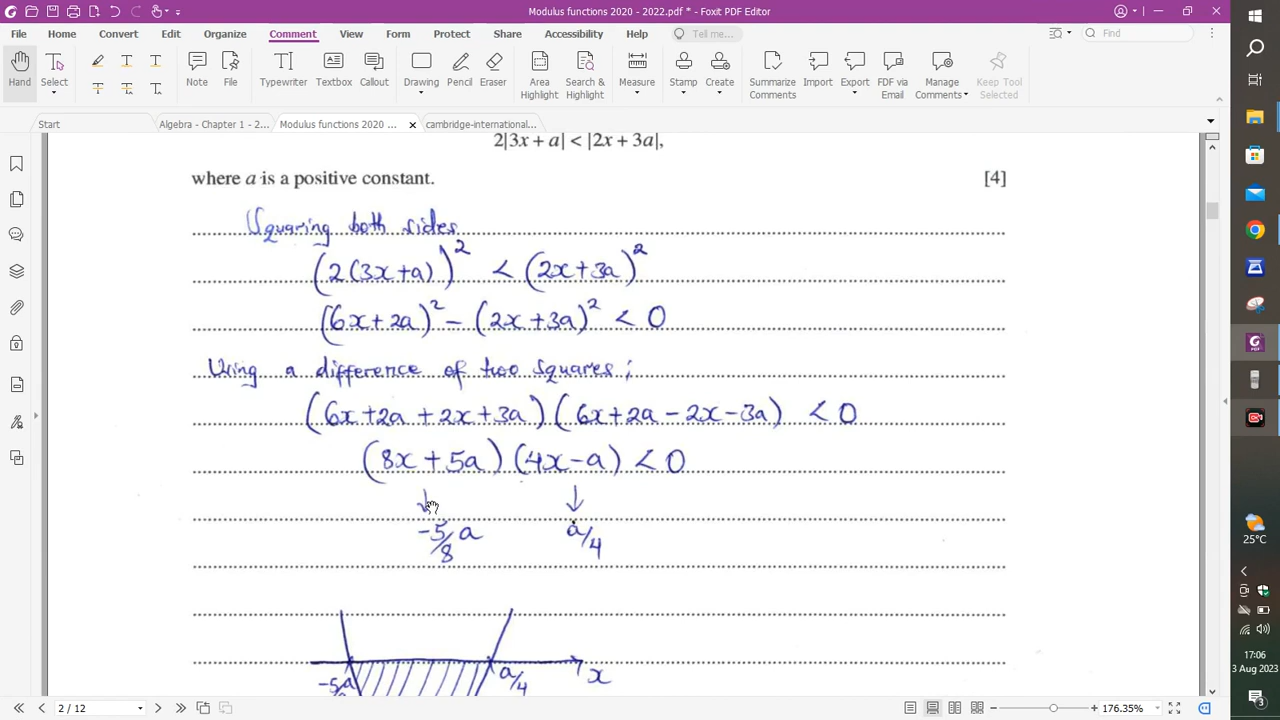 Modulus functions 2020 - 2022.pdf * - Foxit PDF Editor
File Home Convert Edit Organize Comment View Form Protect Share Accessibility Help Tell me... Find
Hand Select Note File Typewriter Textbox Callout Drawing Pencil Eraser Area Highlight Search & Highlight Measure Stamp Create Summarize Comments Import Export PDF via Email Manage Comments Keep Tool Selected
Start Algebra - Chapter 1 - 2... Modulus functions 2020 ... cambridge-international...
2|3x + a| < |2x + 3a|,
where a is a positive constant. [4]
Squaring both sides
(2(3x+a))² < (2x+3a)²
(6x+2a)² - (2x+3a)² < 0
Using a difference of two squares;
(6x+2a+2x+3a)(6x+2a-2x-3a) < 0
(8x+5a)(4x-a) < 0
↓ ↓
-5/8 a a/4
-5a a/4 x
25°C
17:06
3 Aug 2023
3
2 / 12 176.35%